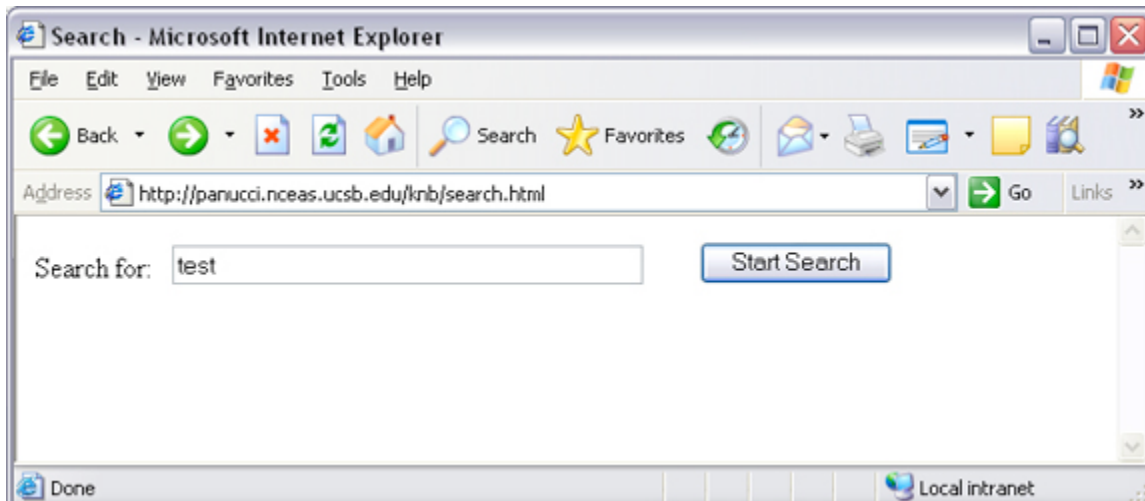 Search - Microsoft Internet Explorer
File Edit View Favorites Tools Help
Back Search Favorites »
Address http://panucci.nceas.ucsb.edu/knb/search.html Go Links »
Search for: test Start Search
Done Local intranet